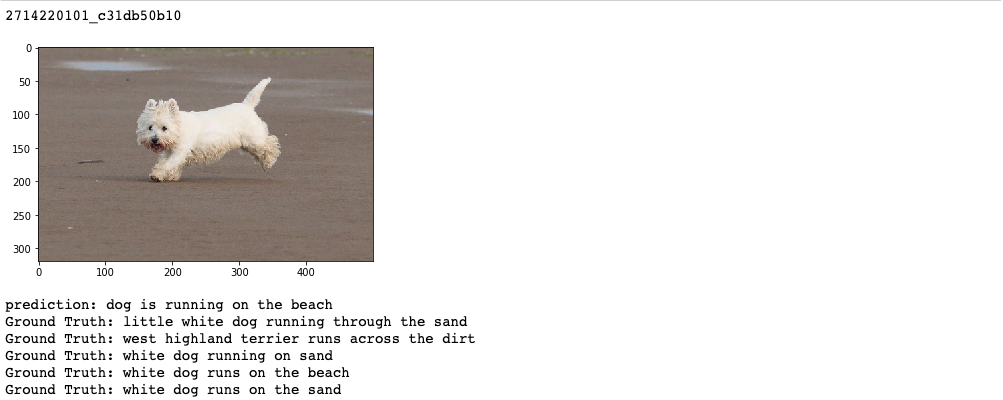 2714220101_c31db50b10
0
50
100
150
200
250
300
0 100 200 300 400
prediction: dog is running on the beach
Ground Truth: little white dog running through the sand
Ground Truth: west highland terrier runs across the dirt
Ground Truth: white dog running on sand
Ground Truth: white dog runs on the beach
Ground Truth: white dog runs on the sand